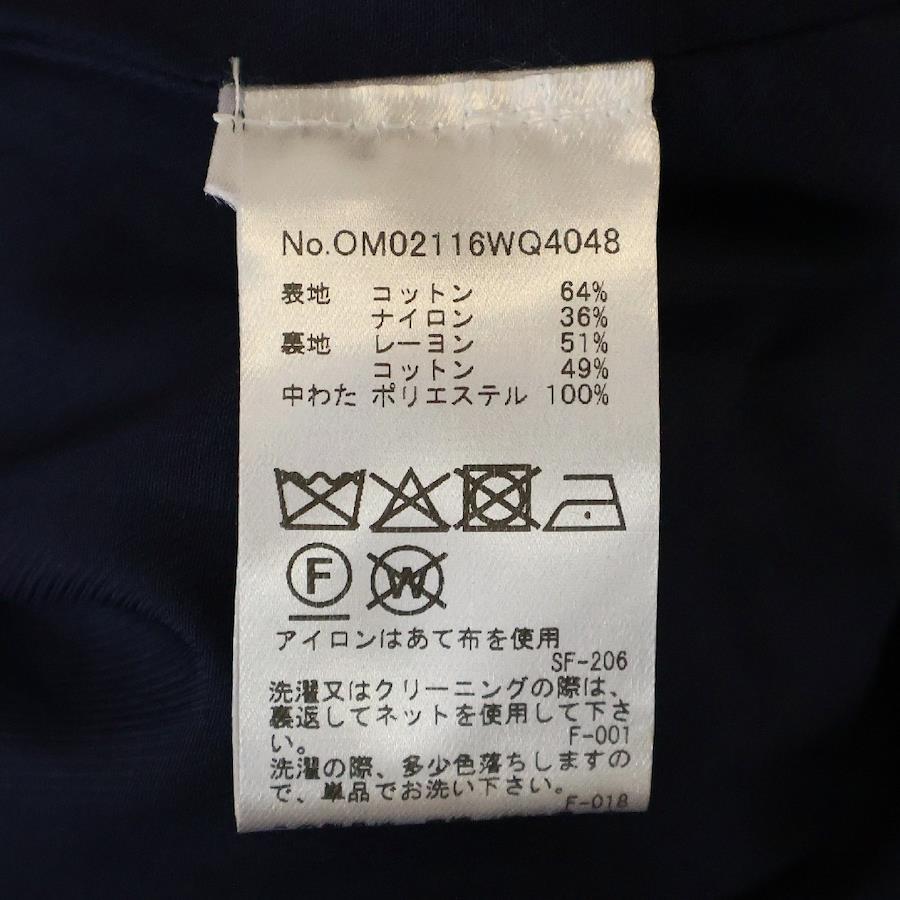 No.OM02116WQ4048
表地 コットン 64%
ナイロン 36%
裏地 レーヨン 51%
コットン 49%
中わた ポリエステル 100%
F W
アイロンはあて布を使用
SF-206
洗濯又はクリーニングの際は、
裏返してネットを使用して下さ
い。 F-001
洗濯の際、多少色落ちしますの
で、単品でお洗い下さい。
F-018